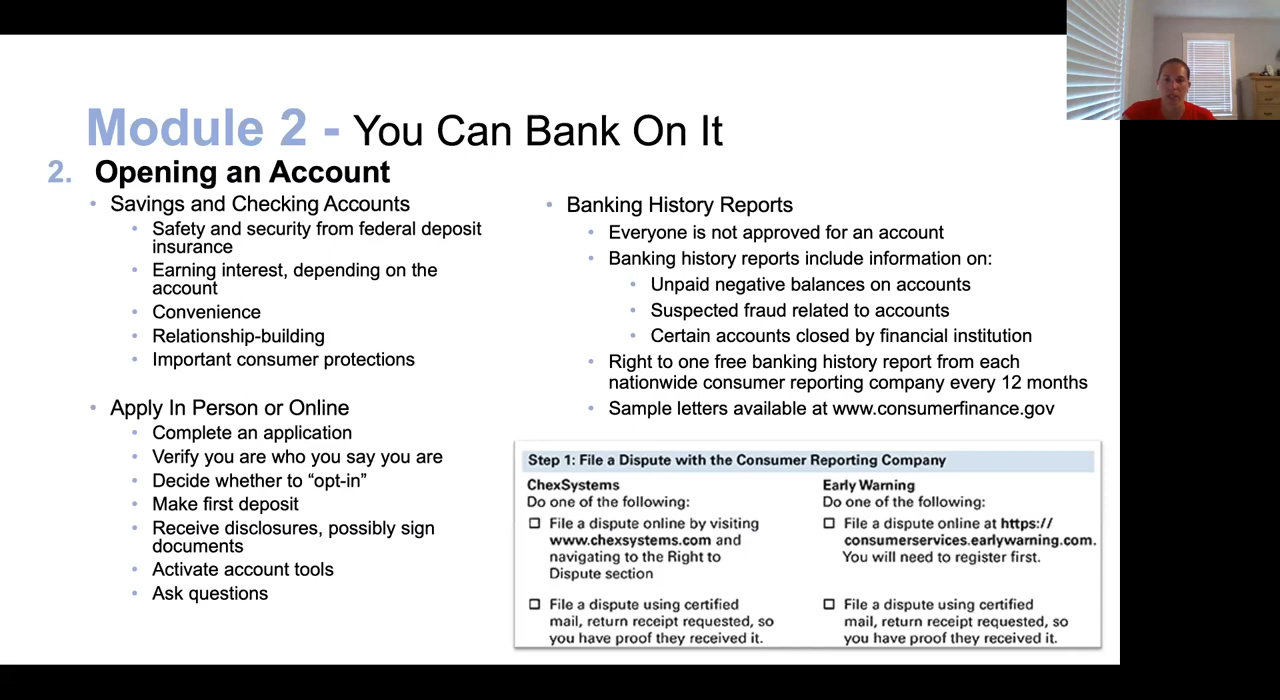 Module 2 - You Can Bank On It
2. Opening an Account
• Savings and Checking Accounts
• Safety and security from federal deposit
insurance
• Earning interest, depending on the
account
• Convenience
• Relationship-building
• Important consumer protections
• Apply In Person or Online
• Complete an application
• Verify you are who you say you are
• Decide whether to “opt-in”
• Make first deposit
• Receive disclosures, possibly sign
documents
• Activate account tools
• Ask questions
• Banking History Reports
• Everyone is not approved for an account
• Banking history reports include information on:
• Unpaid negative balances on accounts
• Suspected fraud related to accounts
• Certain accounts closed by financial institution
• Right to one free banking history report from each
nationwide consumer reporting company every 12 months
• Sample letters available at www.consumerfinance.gov
Step 1: File a Dispute with the Consumer Reporting Company
ChexSystems
Do one of the following:
☐ File a dispute online by visiting
www.chexsystems.com and
navigating to the Right to
Dispute section
☐ File a dispute using certified
mail, return receipt requested, so
you have proof they received it.
Early Warning
Do one of the following:
☐ File a dispute online at https://
consumerservices.earlywarning.com.
You will need to register first.
☐ File a dispute using certified
mail, return receipt requested, so
you have proof they received it.